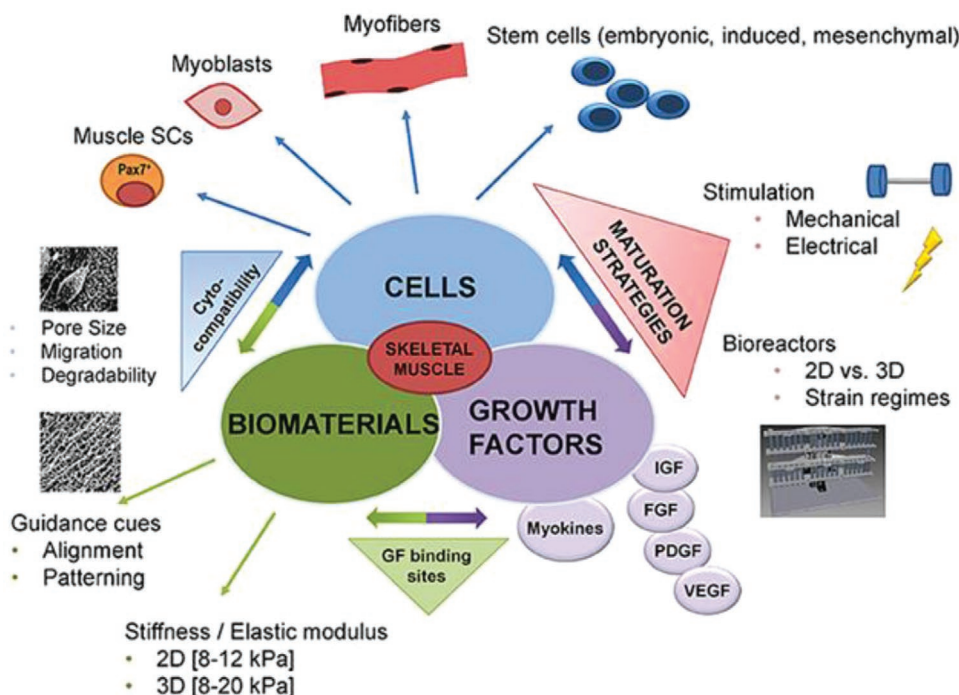 Myofibers
Stem cells (embryonic, induced, mesenchymal)
Myoblasts
Muscle SCs
Pax7⁺
Stimulation
• Mechanical
• Electrical
MATURATION
STRATEGIES
Cyto-
compatibility
CELLS
• Pore Size
• Migration
• Degradability
SKELETAL
MUSCLE
Bioreactors
• 2D vs. 3D
• Strain regimes
BIOMATERIALS
GROWTH
FACTORS
IGF
FGF
PDGF
VEGF
Myokines
GF binding
sites
Guidance cues
• Alignment
• Patterning
Stiffness / Elastic modulus
• 2D [8-12 kPa]
• 3D [8-20 kPa]